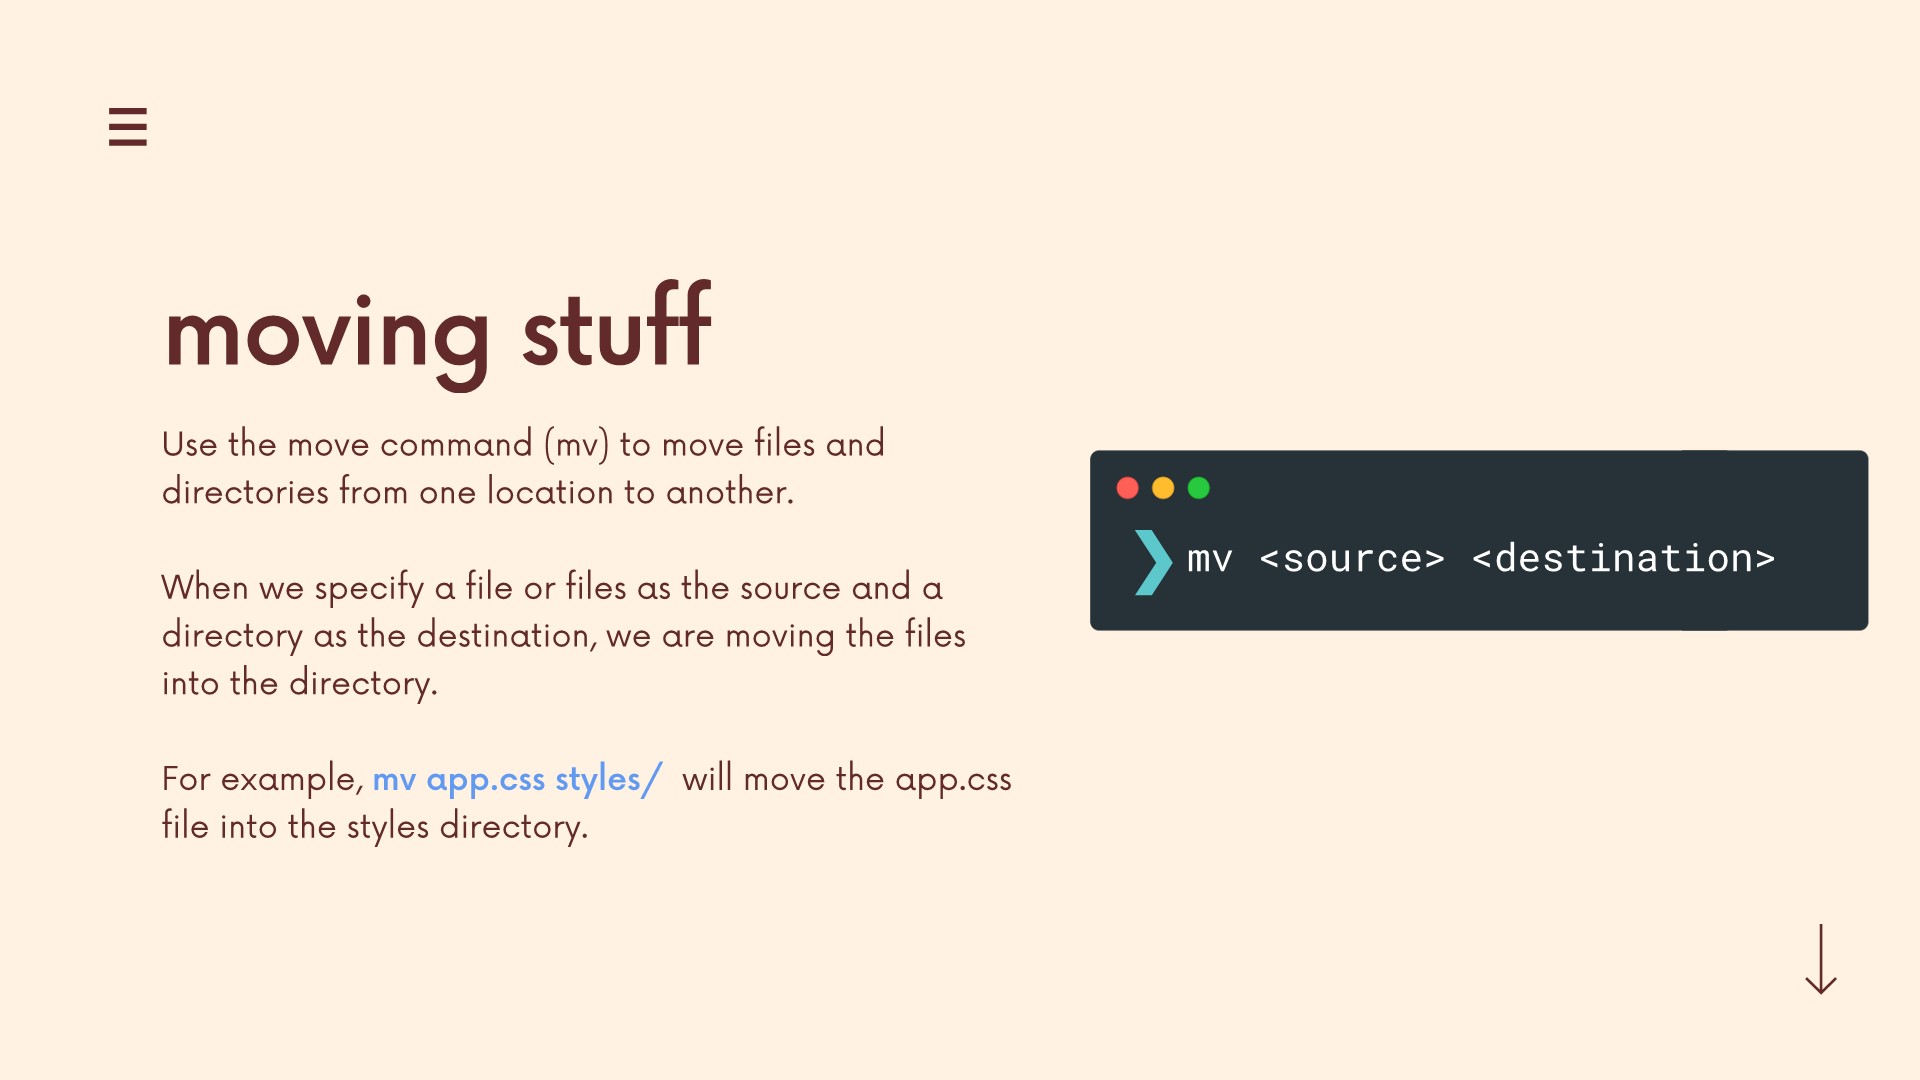 moving stuff
Use the move command (mv) to move files and
directories from one location to another.
When we specify a file or files as the source and a
directory as the destination, we are moving the files
into the directory.
For example, mv app.css styles/ will move the app.css
file into the styles directory.
❯ mv <source> <destination>